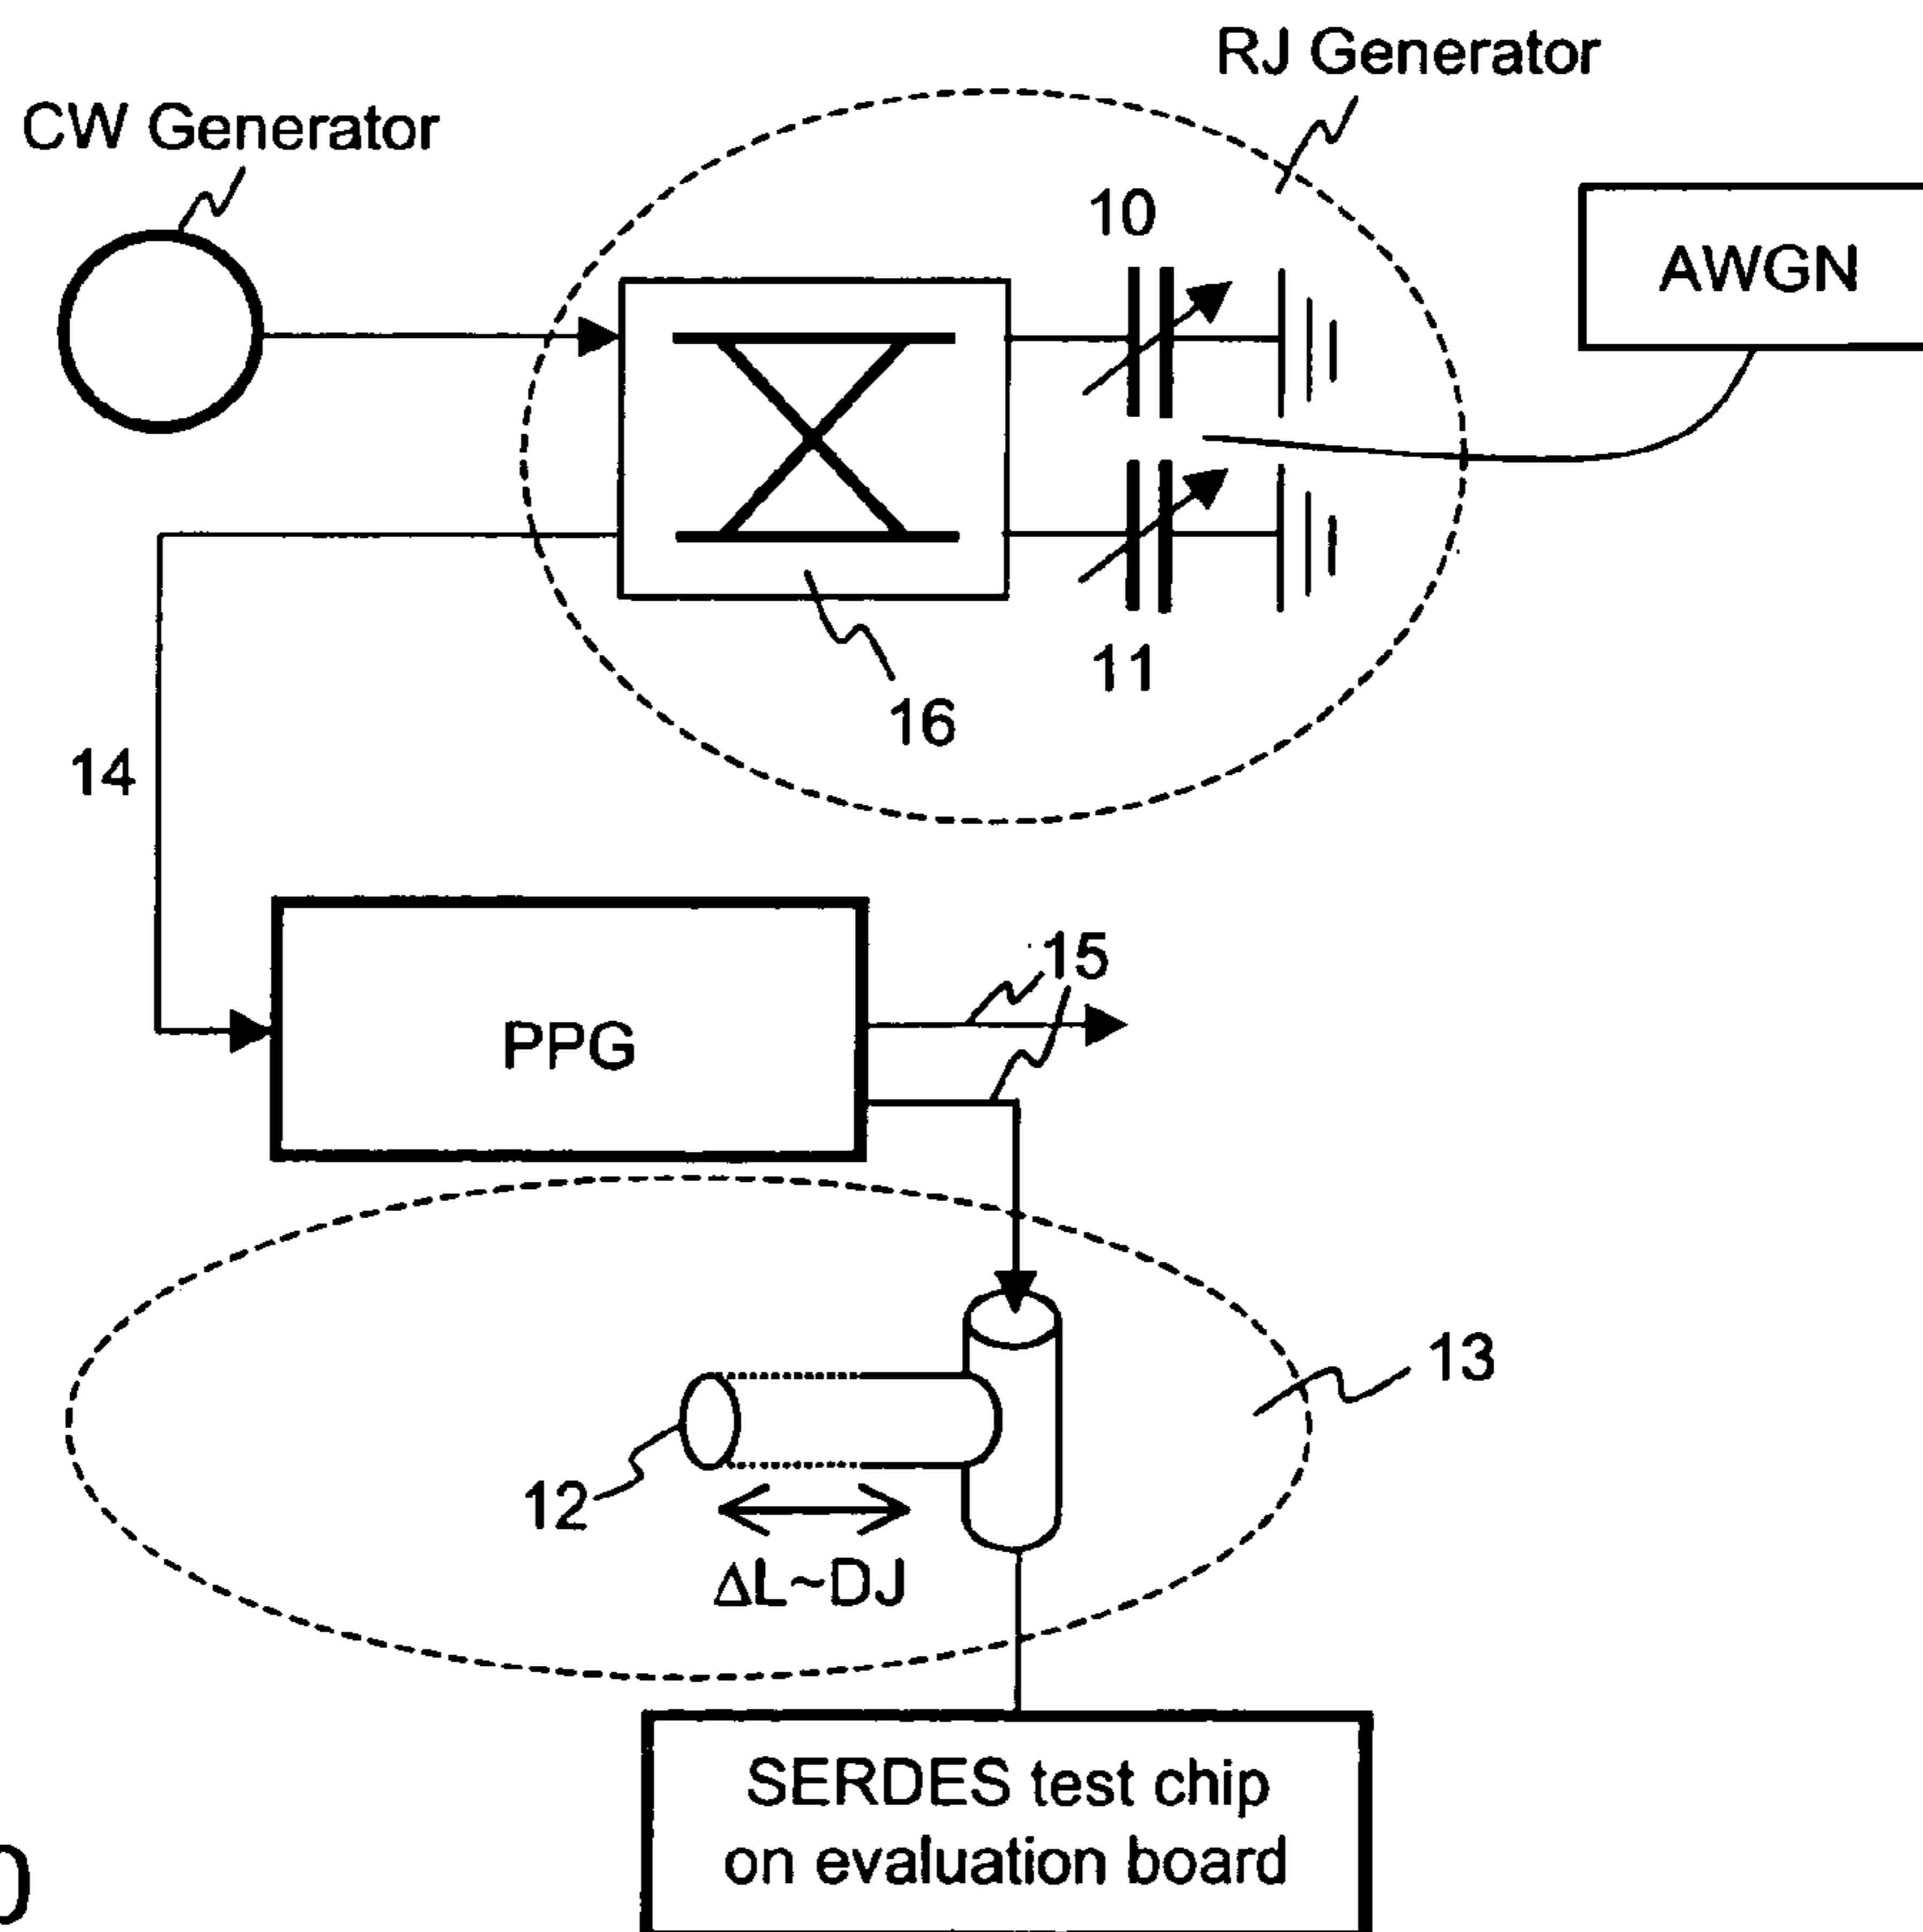 RJ Generator
CW Generator
10
AWGN
11
16
14
15
PPG
13
12
ΔL~DJ
SERDES test chip
on evaluation board